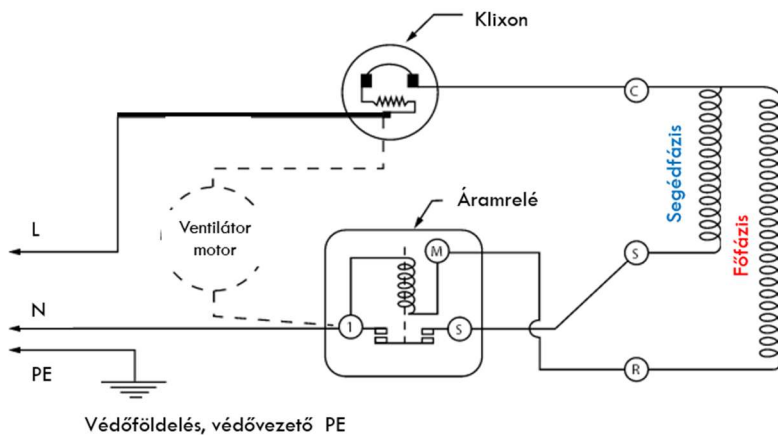 Klixon
C
Segédfázis
Főfázis
Áramrelé
Ventilátor
motor
L
M
S
N
1
S
PE
R
Védőföldelés, védővezető PE